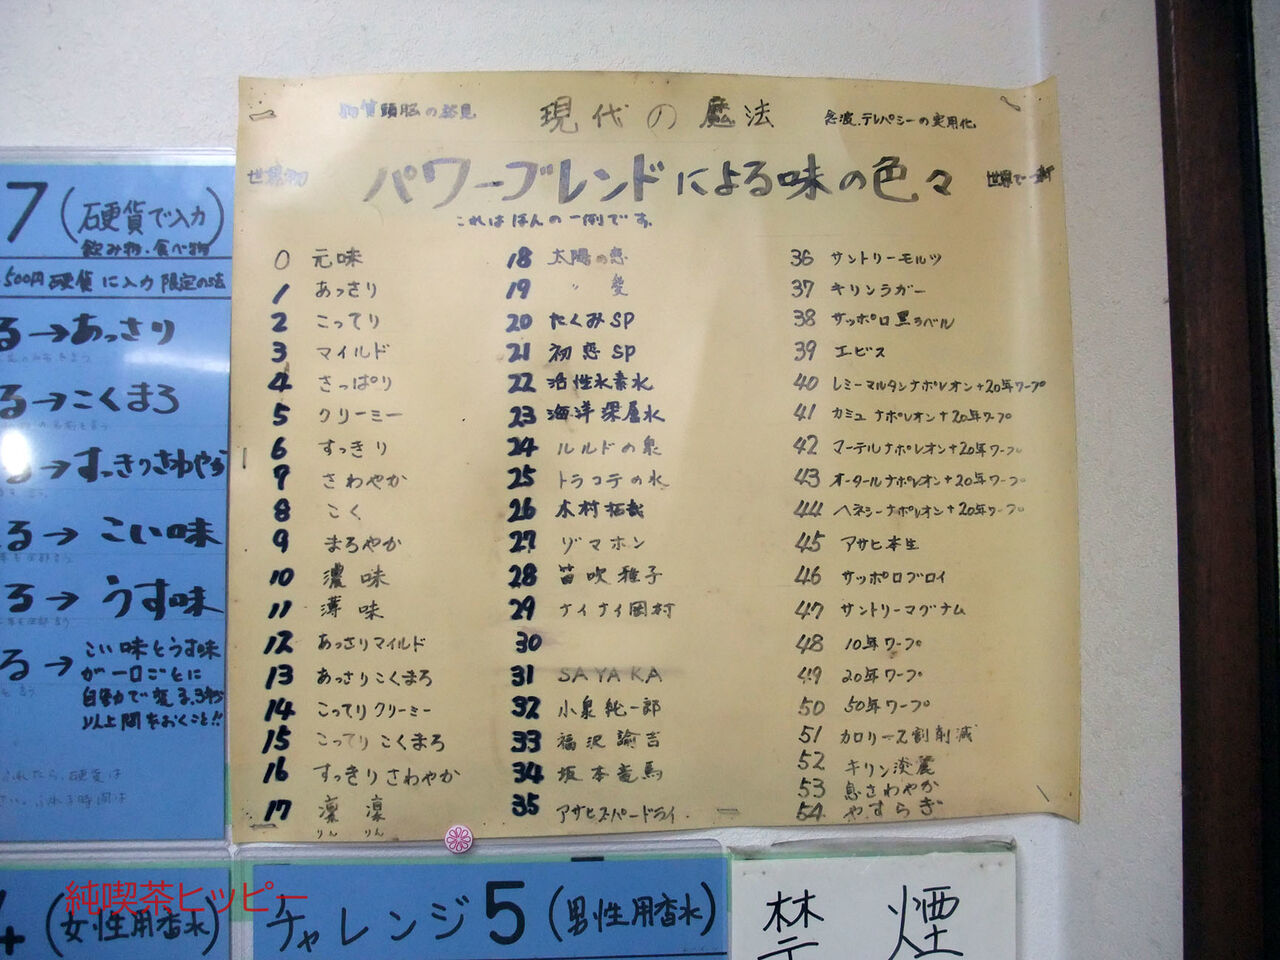 物質頭脳の発見 現代の魔法 念波、テレパシーの実用化
世界初 パワーブレンドによる味の色々 世界で一軒
これはほんの一例です。
0 元味
1 あっさり
2 こってり
3 マイルド
4 さっぱり
5 クリーミー
6 すっきり
7 さわやか
8 こく
9 まろやか
10 濃味
11 薄味
12 あっさりマイルド
13 あっさりこくまろ
14 こってりクリーミー
15 こってりこくまろ
16 すっきりさわやか
17 凛 凛
りん りん
18 太陽の恋
19 〃 愛
20 たくみSP
21 初恋SP
22 活性水素水
23 海洋深層水
24 ルルドの泉
25 トラコテの水
26 木村拓哉
27 ゾマホン
28 笛吹雅子
29 ナイナイ岡村
30
31 SAYAKA
32 小泉純一郎
33 福沢諭吉
34 坂本竜馬
35 アサヒスーパードライ
36 サントリーモルツ
37 キリンラガー
38 サッポロ黒ラベル
39 エビス
40 レミーマルタンナポレオン+20年ワープ
41 カミュナポレオン+20年ワープ
42 マーテルナポレオン+20年ワープ
43 オータールナポレオン+20年ワープ
44 ヘネシーナポレオン+20年ワープ
45 アサヒ本生
46 サッポロブロイ
47 サントリーマグナム
48 10年ワープ
49 20年ワープ
50 50年ワープ
51 カロリー2割削減
52 キリン淡麗
53 息さわやか
54 やすらぎ
7(硬貨で入力)
飲み物・食べ物
500円硬貨に入力限定の法
る→あっさり
る→こくまろ
る→すっきりさわやか
る→こい味
る→うす味
る→こい味とうす味
が一口ごとに
自動で変る、3秒
以上間をおくこと!!
純喫茶ヒッピー
4(女性用香水)
チャレンジ5(男性用香水)
禁煙